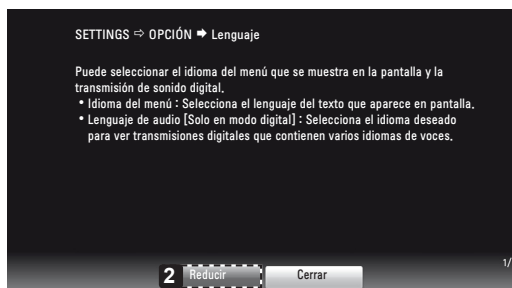 SETTINGS ⇨ OPCIÓN ➡ Lenguaje
Puede seleccionar el idioma del menú que se muestra en la pantalla y la
transmisión de sonido digital.
• Idioma del menú : Selecciona el lenguaje del texto que aparece en pantalla.
• Lenguaje de audio [Solo en modo digital] : Selecciona el idioma deseado
para ver transmisiones digitales que contienen varios idiomas de voces.
1/
2 Reducir Cerrar